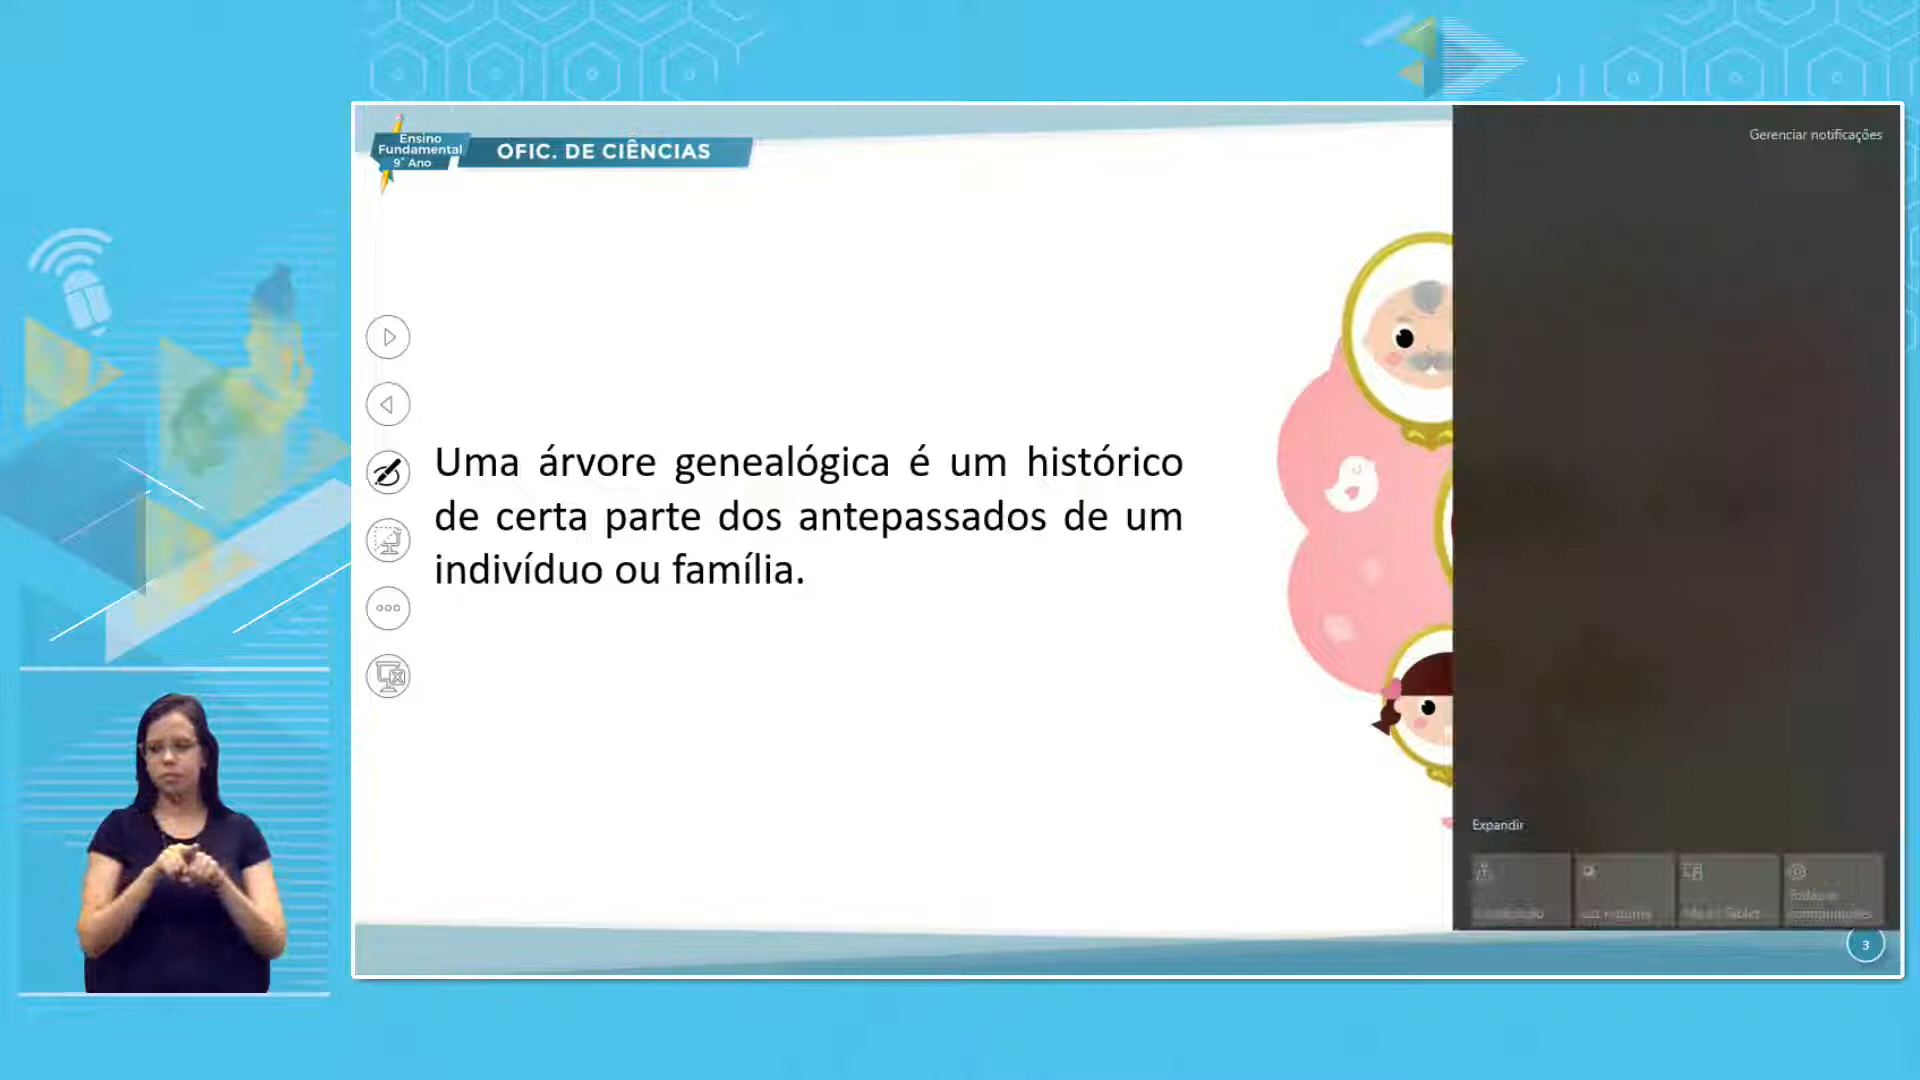 Ensino
Fundamental
9° Ano
OFIC. DE CIÊNCIAS
Gerenciar notificações
Uma árvore genealógica é um histórico
de certa parte dos antepassados de um
indivíduo ou família.
Expandir
3